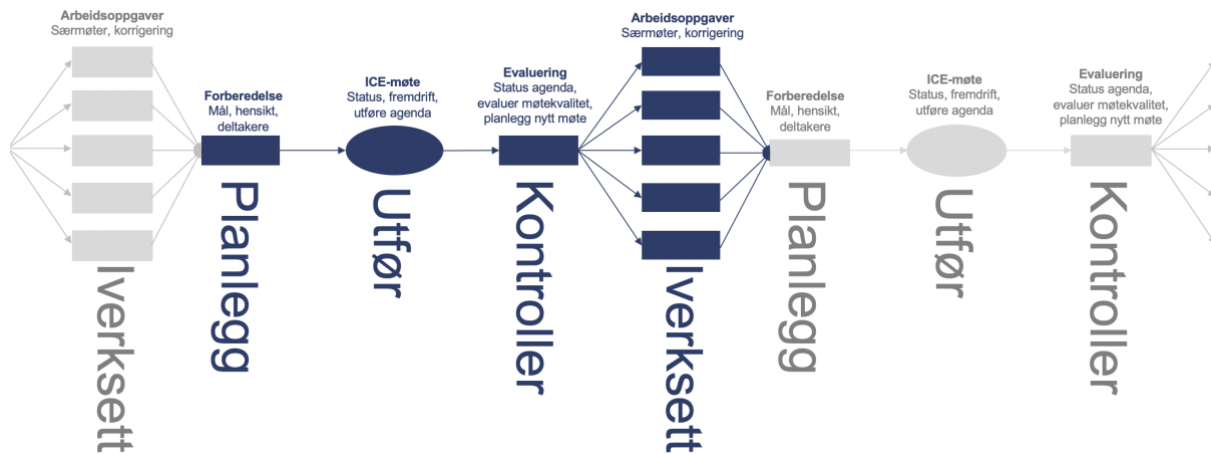 Arbeidsoppgaver
Særmøter, korrigering
Iverksett
Forberedelse
Mål, hensikt,
deltakere
Planlegg
ICE-møte
Status, fremdrift,
utføre agenda
Utfør
Evaluering
Status agenda,
evaluer møtekvalitet,
planlegg nytt møte
Kontroller
Arbeidsoppgaver
Særmøter, korrigering
Iverksett
Forberedelse
Mål, hensikt,
deltakere
Planlegg
ICE-møte
Status, fremdrift,
utføre agenda
Utfør
Evaluering
Status agenda,
evaluer møtekvalitet,
planlegg nytt møte
Kontroller